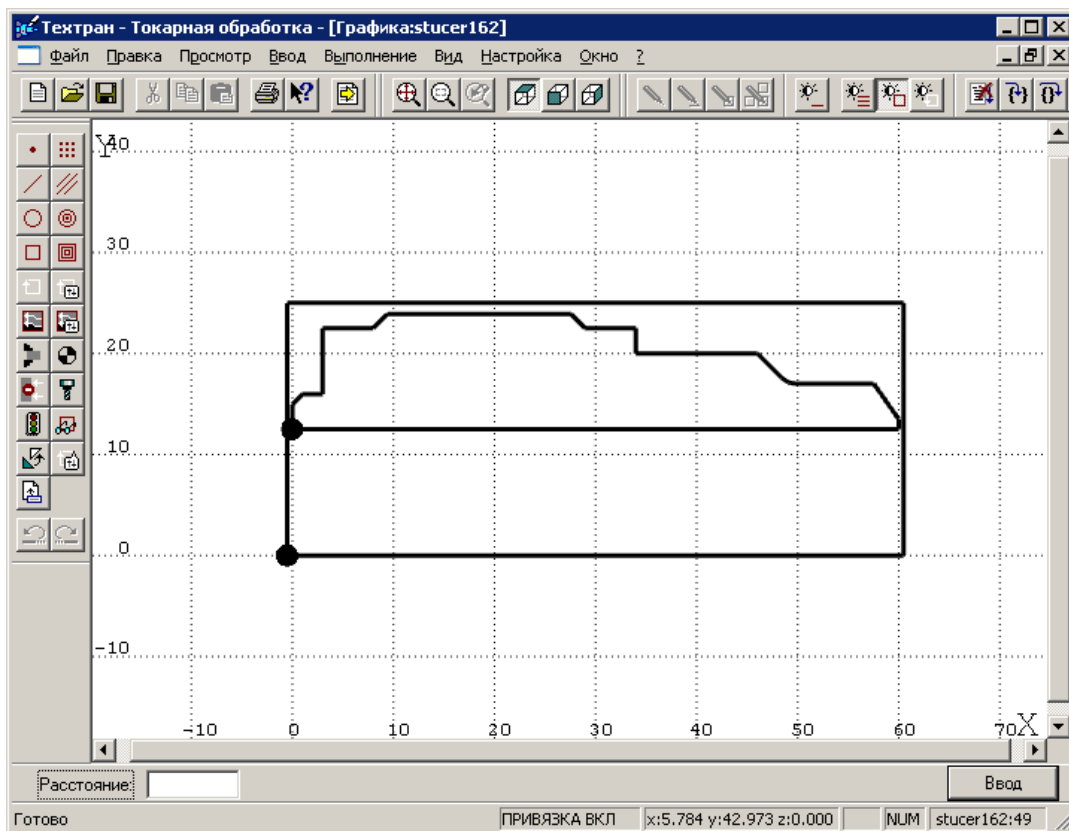 Техтран - Токарная обработка - [Графика:stucer162]
Файл Правка Просмотр Ввод Выполнение Вид Настройка Окно ?
Y
40
30
20
10
0
-10
-10 0 10 20 30 40 50 60 70 X
Расстояние: Ввод
Готово ПРИВЯЗКА ВКЛ x:5.784 y:42.973 z:0.000 NUM stucer162:49